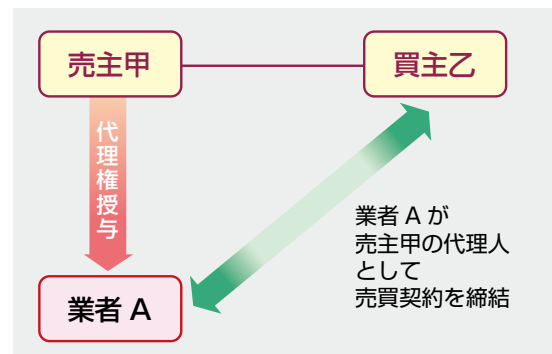 売主甲
買主乙
代理権授与
業者 A が
売主甲の代理人
として
売買契約を締結
業者 A